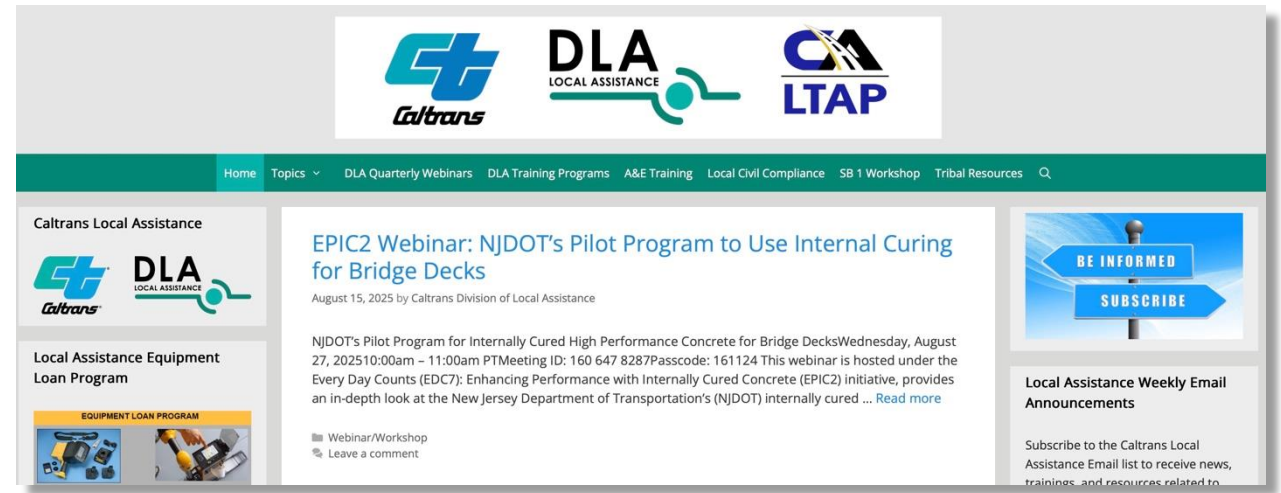 Caltrans
DLA
LOCAL ASSISTANCE
CA
LTAP
Home Topics DLA Quarterly Webinars DLA Training Programs A&E Training Local Civil Compliance SB 1 Workshop Tribal Resources
Caltrans Local Assistance
Caltrans
DLA
LOCAL ASSISTANCE
Local Assistance Equipment
Loan Program
EQUIPMENT LOAN PROGRAM
EPIC2 Webinar: NJDOT’s Pilot Program to Use Internal Curing
for Bridge Decks
August 15, 2025 by Caltrans Division of Local Assistance
NJDOT’s Pilot Program for Internally Cured High Performance Concrete for Bridge DecksWednesday, August
27, 202510:00am – 11:00am PTMeeting ID: 160 647 8287Passcode: 161124 This webinar is hosted under the
Every Day Counts (EDC7): Enhancing Performance with Internally Cured Concrete (EPIC2) initiative, provides
an in-depth look at the New Jersey Department of Transportation’s (NJDOT) internally cured ... Read more
Webinar/Workshop
Leave a comment
BE INFORMED
SUBSCRIBE
Local Assistance Weekly Email
Announcements
Subscribe to the Caltrans Local
Assistance Email list to receive news,
trainings, and resources related to